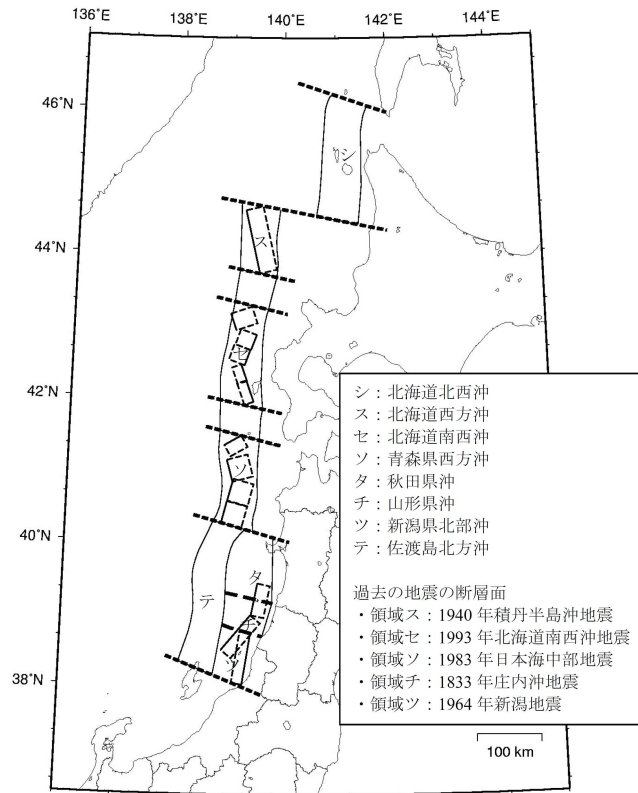 136˚E
138˚E
140˚E
142˚E
144˚E
46˚N
44˚N
42˚N
40˚N
38˚N
シ
ス
セ
ソ
タ
チ
ツ
テ
シ：北海道北西沖
ス：北海道西方沖
セ：北海道南西沖
ソ：青森県西方沖
タ：秋田県沖
チ：山形県沖
ツ：新潟県北部沖
テ：佐渡島北方沖
過去の地震の断層面
・領域ス：1940 年積丹半島沖地震
・領域セ：1993 年北海道南西沖地震
・領域ソ：1983 年日本海中部地震
・領域チ：1833 年庄内沖地震
・領域ツ：1964 年新潟地震
100 km